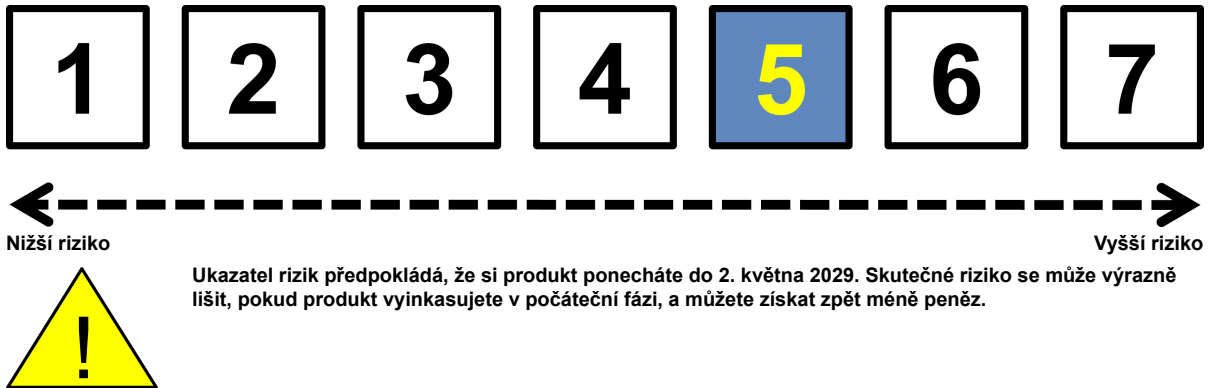 1 2 3 4 5 6 7
Nižší riziko Vyšší riziko
Ukazatel rizik předpokládá, že si produkt ponecháte do 2. května 2029. Skutečné riziko se může výrazně
lišit, pokud produkt vyinkasujete v počáteční fázi, a můžete získat zpět méně peněz.
!